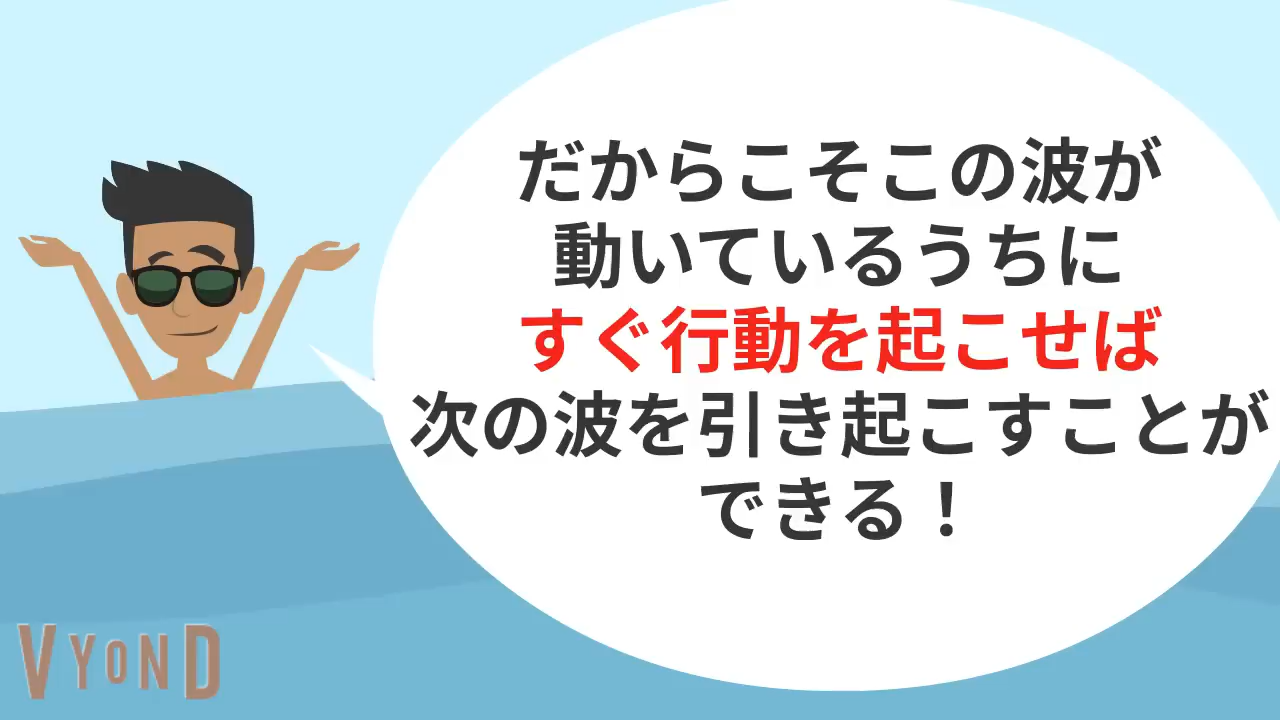 だからこそこの波が
動いているうちに
すぐ行動を起こせば
次の波を引き起こすことが
できる！
VYOND